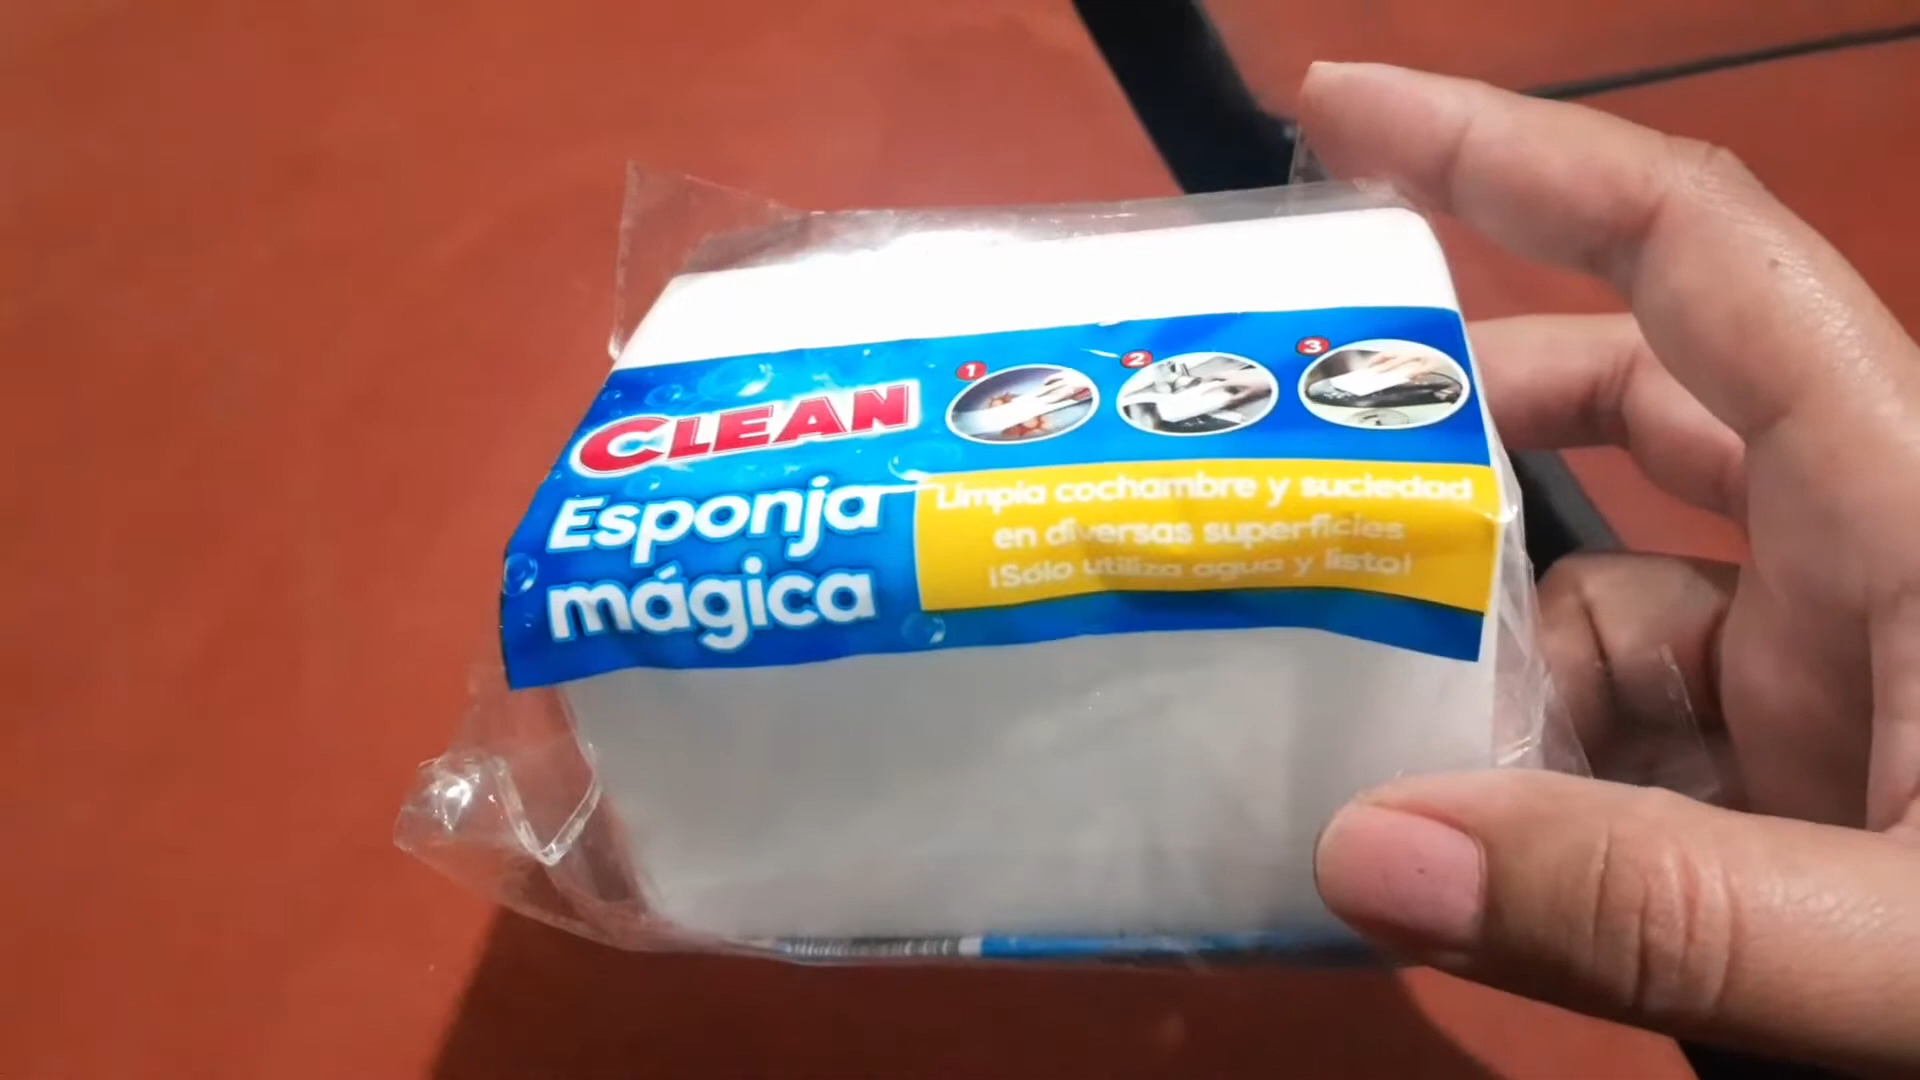 CLEAN
Esponja
mágica
1
2
3
Limpia cochambre y suciedad
en diversas superficies
¡Sólo utiliza agua y listo!